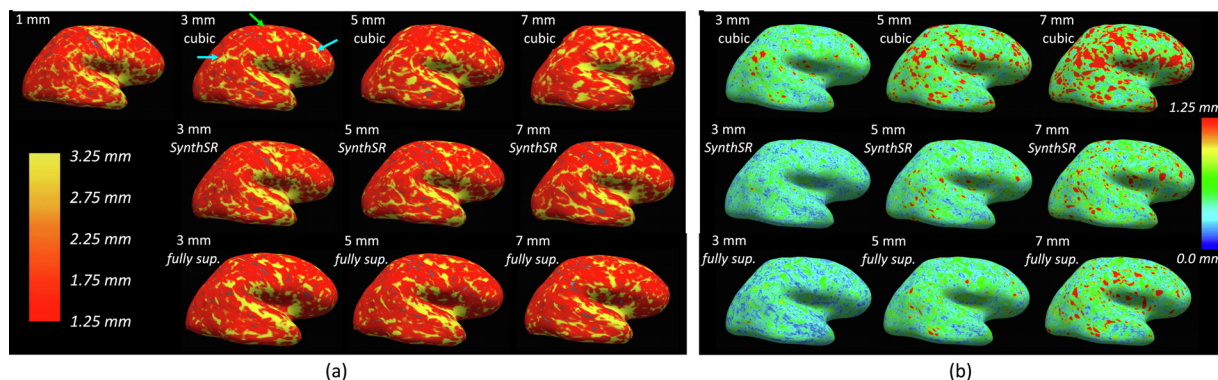 1 mm
3 mm
cubic
5 mm
cubic
7 mm
cubic
3 mm
SynthSR
5 mm
SynthSR
7 mm
SynthSR
3 mm
fully sup.
5 mm
fully sup.
7 mm
fully sup.
3.25 mm
2.75 mm
2.25 mm
1.75 mm
1.25 mm
(a)
3 mm
cubic
5 mm
cubic
7 mm
cubic
1.25 mm
3 mm
SynthSR
5 mm
SynthSR
7 mm
SynthSR
0.0 mm
3 mm
fully sup.
5 mm
fully sup.
7 mm
fully sup.
(b)